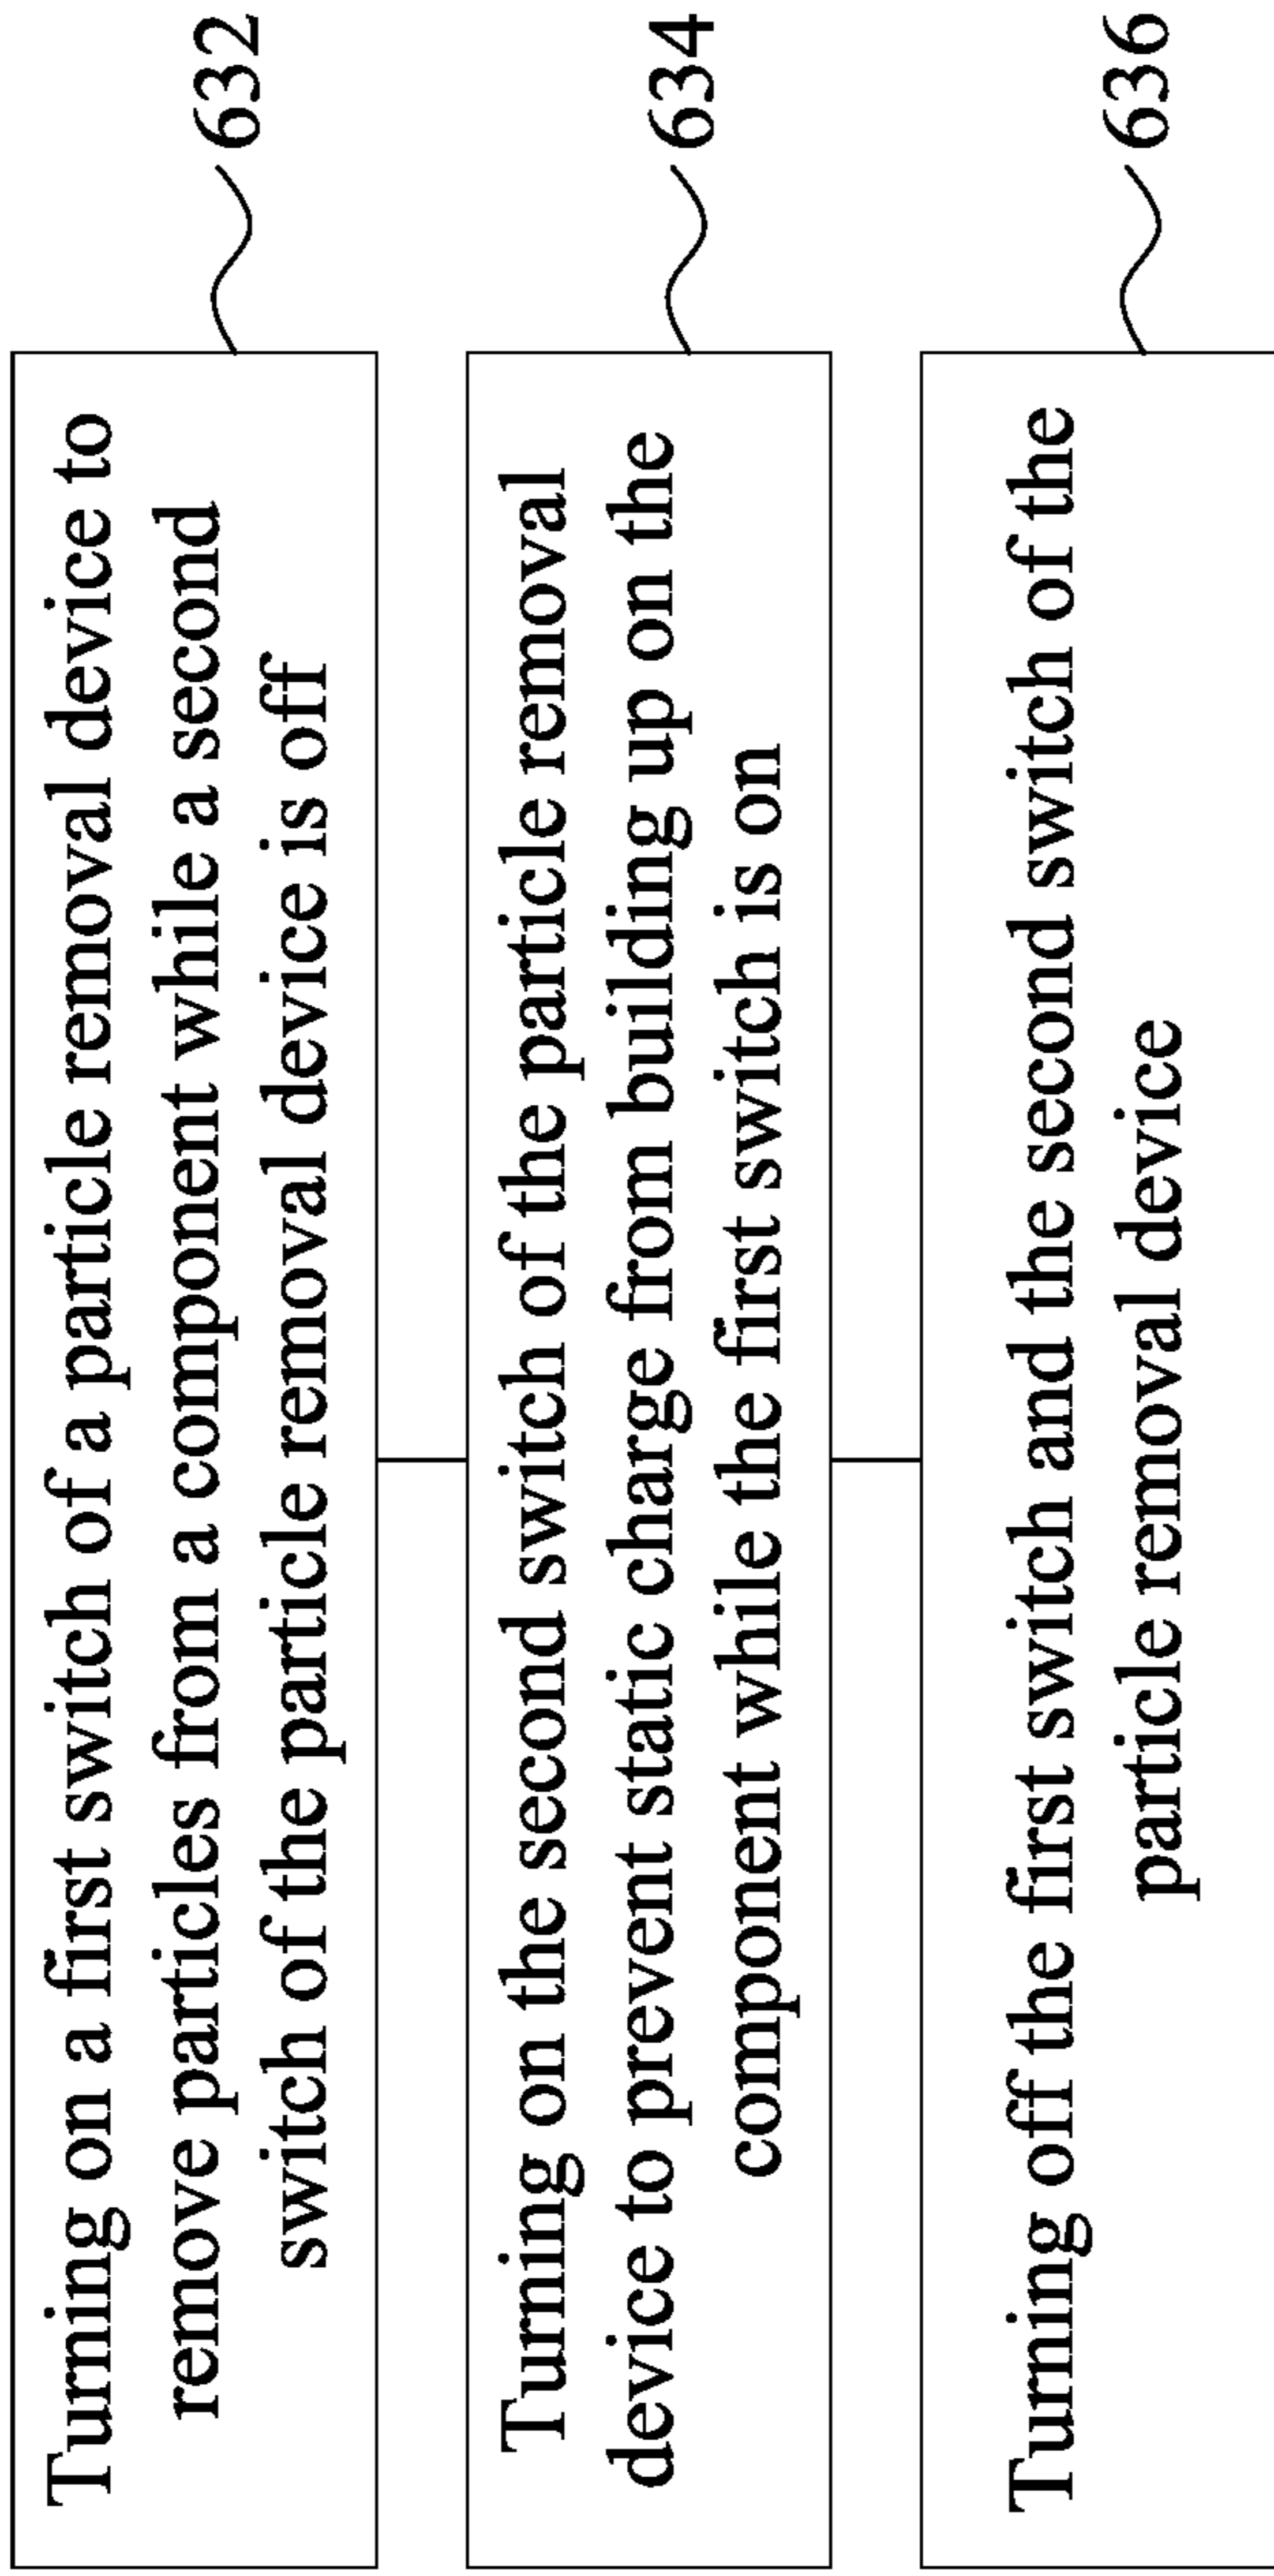 Turning on a first switch of a particle removal device to
remove particles from a component while a second
switch of the particle removal device is off
632
Turning on the second switch of the particle removal
device to prevent static charge from building up on the
component while the first switch is on
634
Turning off the first switch and the second switch of the
particle removal device
636